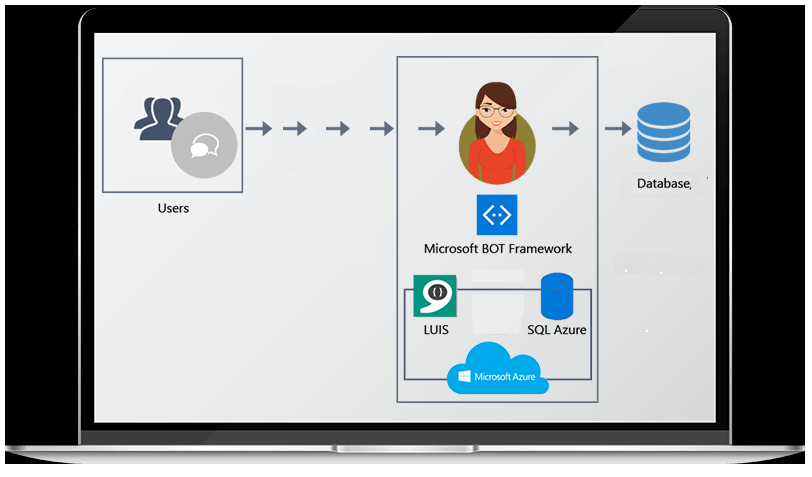 Users
Database,
Microsoft BOT Framework
LUIS
SQL Azure
Microsoft Azure